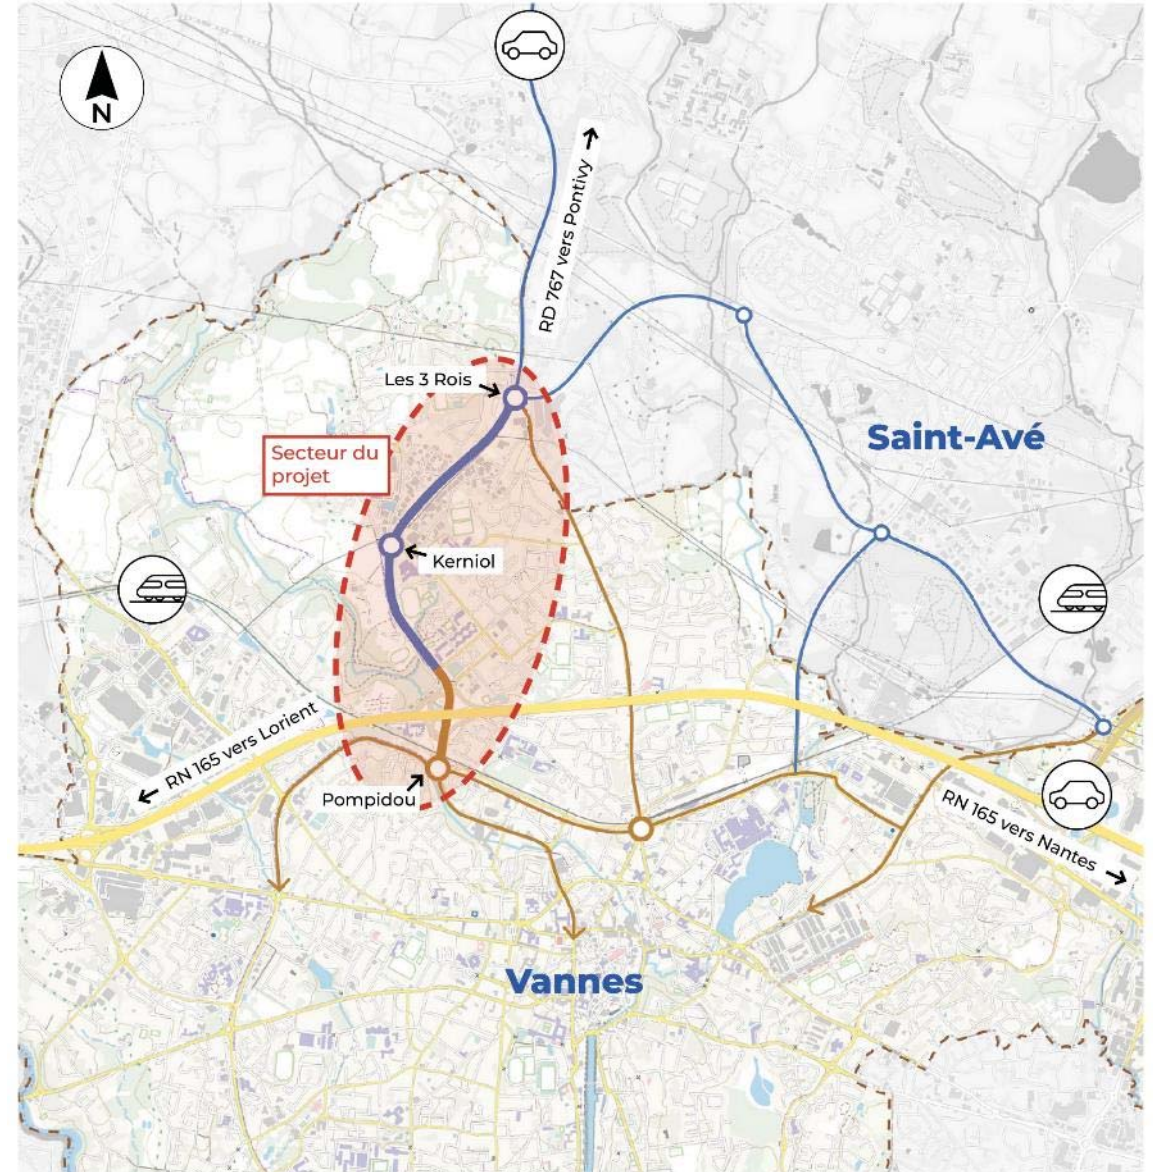 N
RD 767 vers Pontivy
Les 3 Rois
Saint-Avé
Secteur du
projet
Kerniol
RN 165 vers Lorient
Pompidou
RN 165 vers Nantes
Vannes